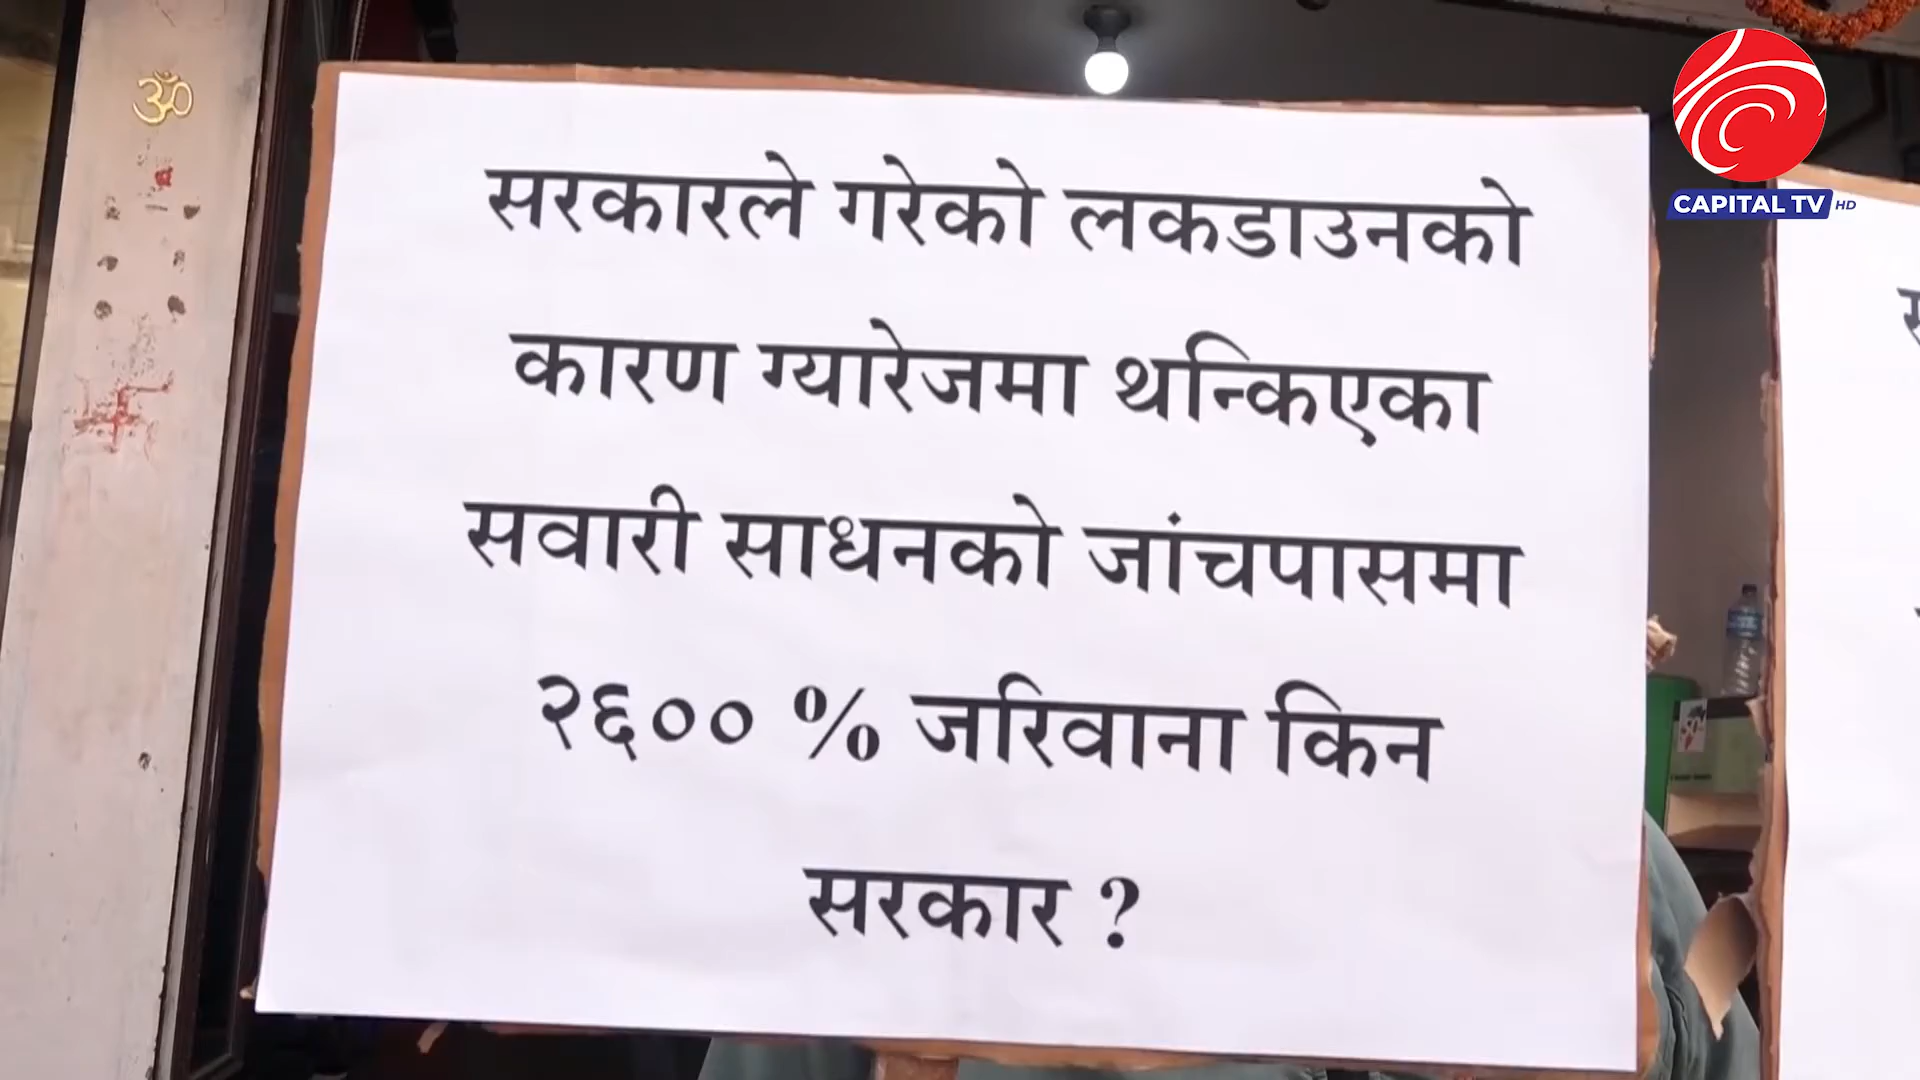 सरकारले गरेको लकडाउनको
कारण ग्यारेजमा थन्किएका
सवारी साधनको जांचपासमा
२६०० % जरिवाना किन
सरकार ?
CAPITAL TV HD
ॐ